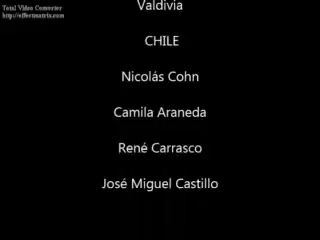 Total Video Converter
http://effectmatrix.com
Valdivia
CHILE
Nicolás Cohn
Camila Araneda
René Carrasco
José Miguel Castillo